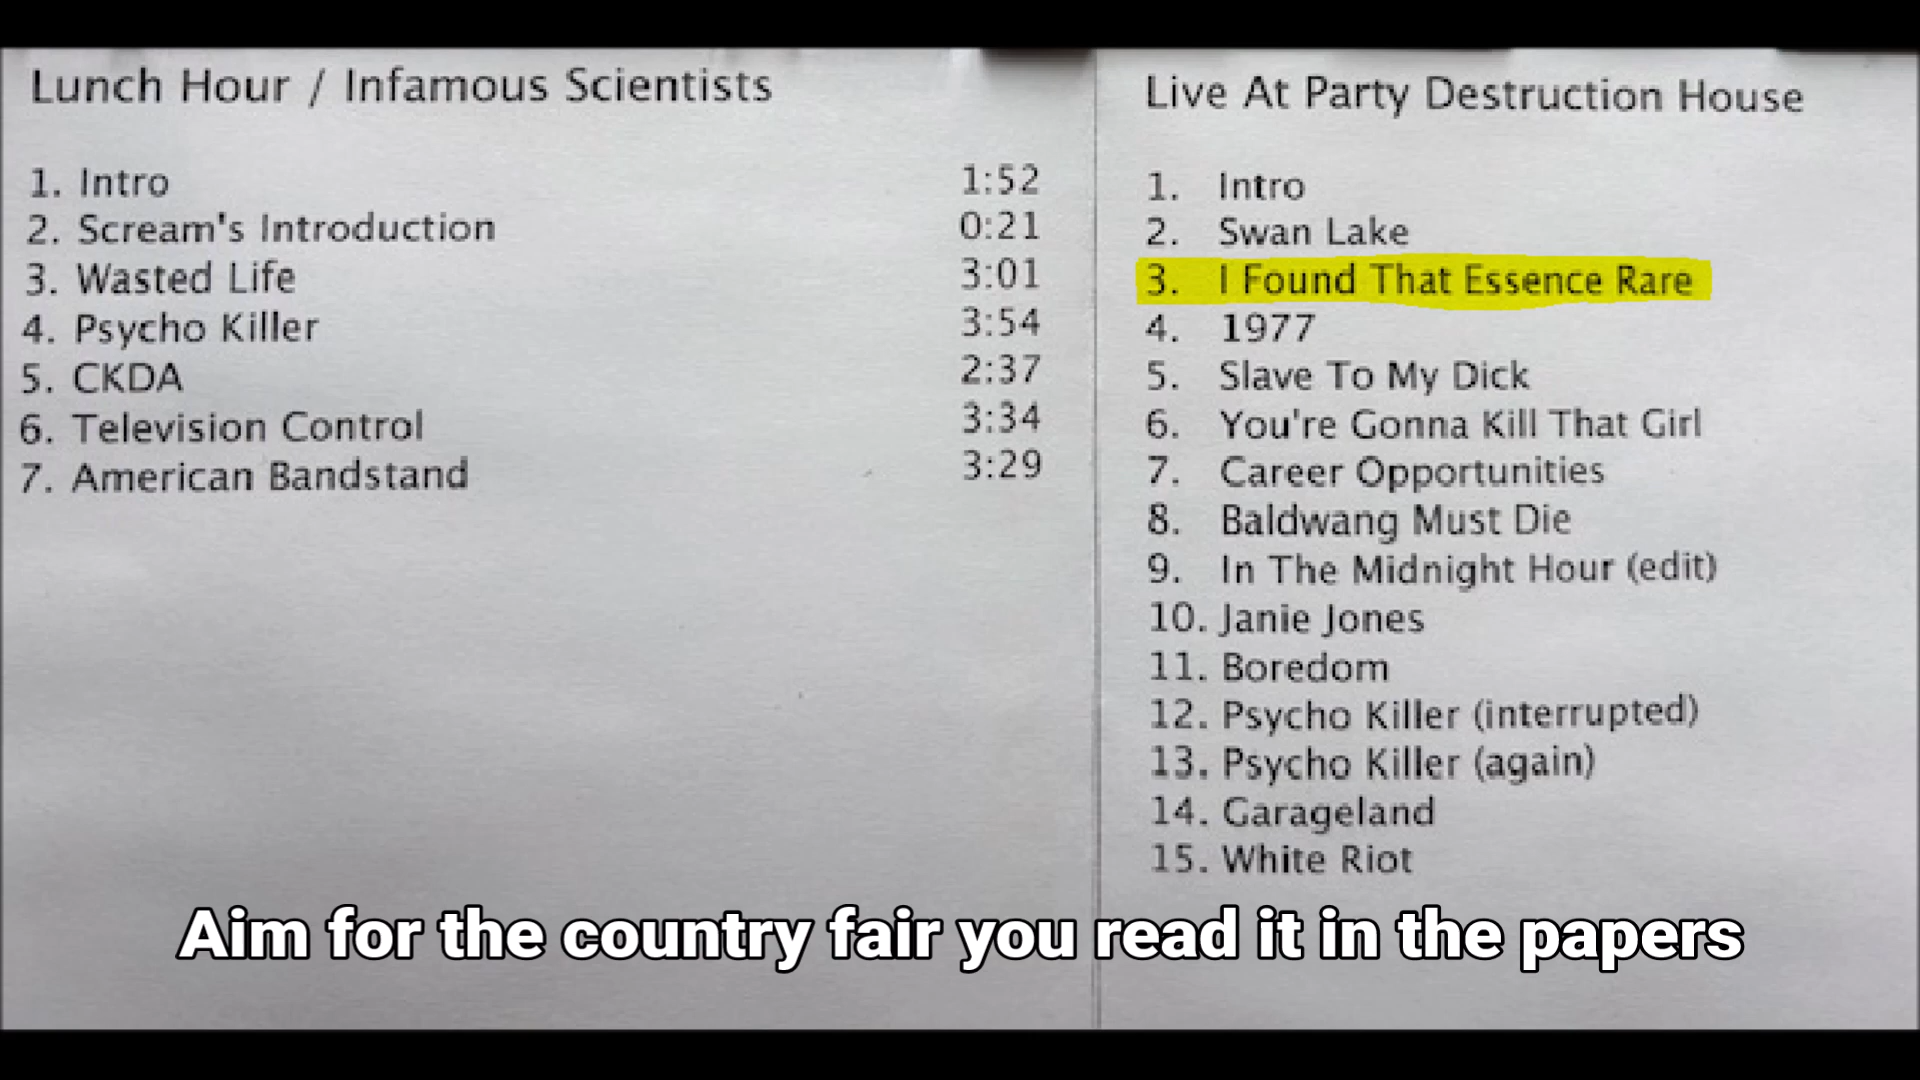 Lunch Hour / Infamous Scientists
1. Intro 1:52
2. Scream's Introduction 0:21
3. Wasted Life 3:01
4. Psycho Killer 3:54
5. CKDA 2:37
6. Television Control 3:34
7. American Bandstand 3:29
Live At Party Destruction House
1. Intro
2. Swan Lake
3. I Found That Essence Rare
4. 1977
5. Slave To My Dick
6. You're Gonna Kill That Girl
7. Career Opportunities
8. Baldwang Must Die
9. In The Midnight Hour (edit)
10. Janie Jones
11. Boredom
12. Psycho Killer (interrupted)
13. Psycho Killer (again)
14. Garageland
15. White Riot
Aim for the country fair you read it in the papers